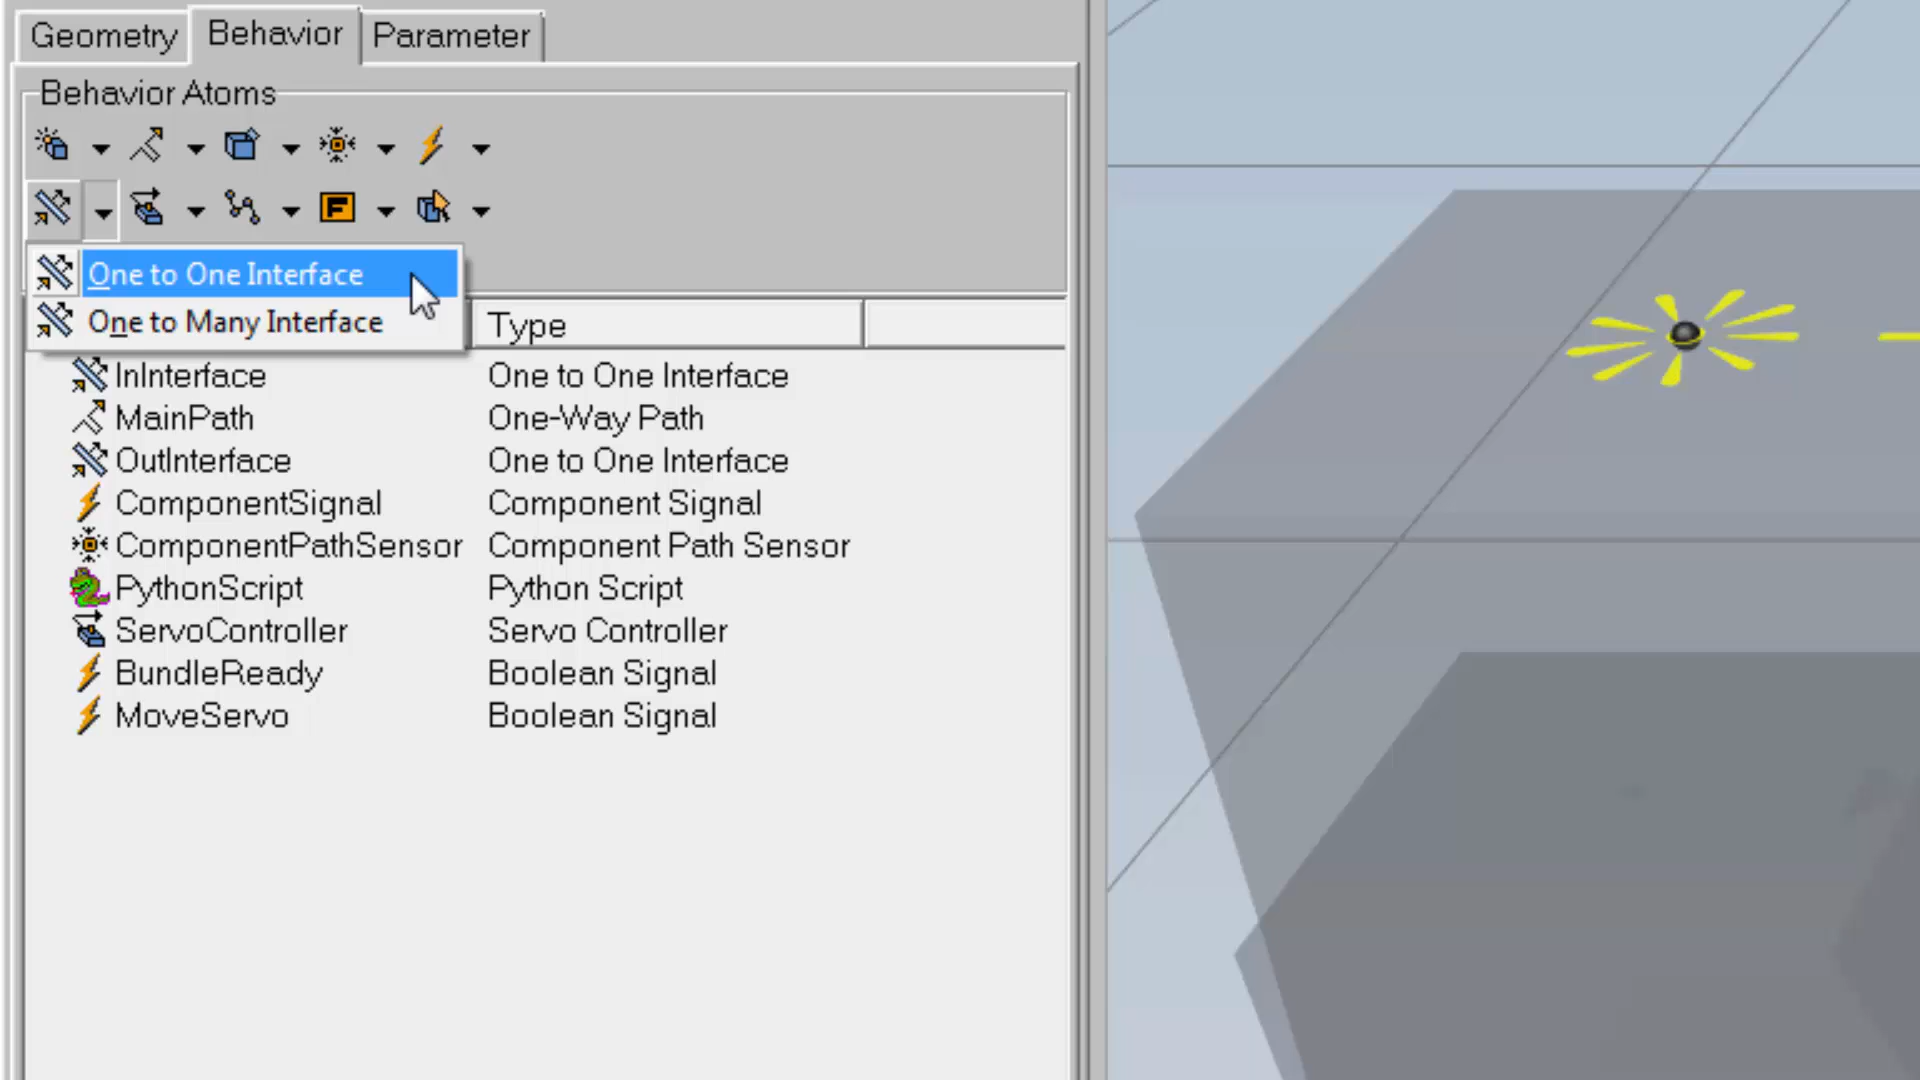 Geometry Behavior Parameter
Behavior Atoms
F
One to One Interface
One to Many Interface
Type
InInterface One to One Interface
MainPath One-Way Path
OutInterface One to One Interface
ComponentSignal Component Signal
ComponentPathSensor Component Path Sensor
PythonScript Python Script
ServoController Servo Controller
BundleReady Boolean Signal
MoveServo Boolean Signal